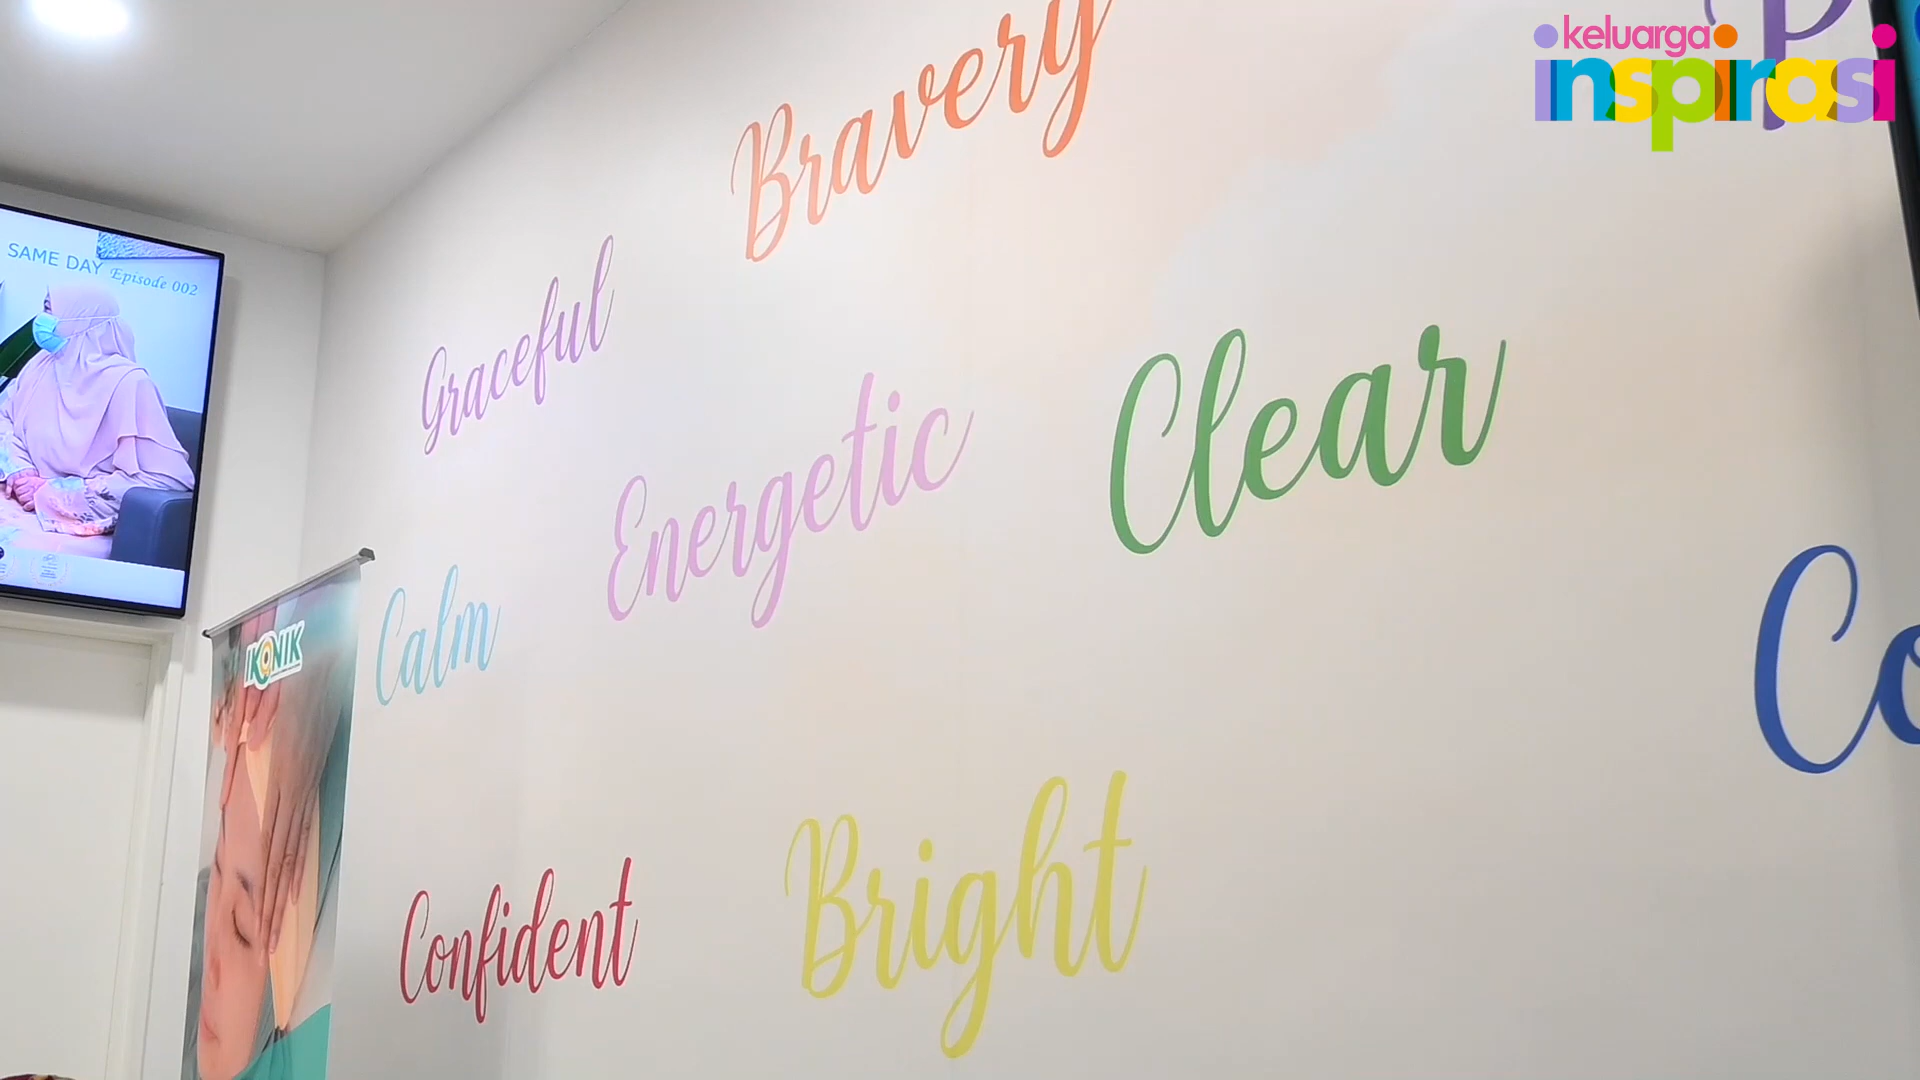 keluarga
inspirasi
Bravery
SAME DAY Episode 002
Graceful
Energetic
Clear
Calm
IKONIK
Confident
Bright